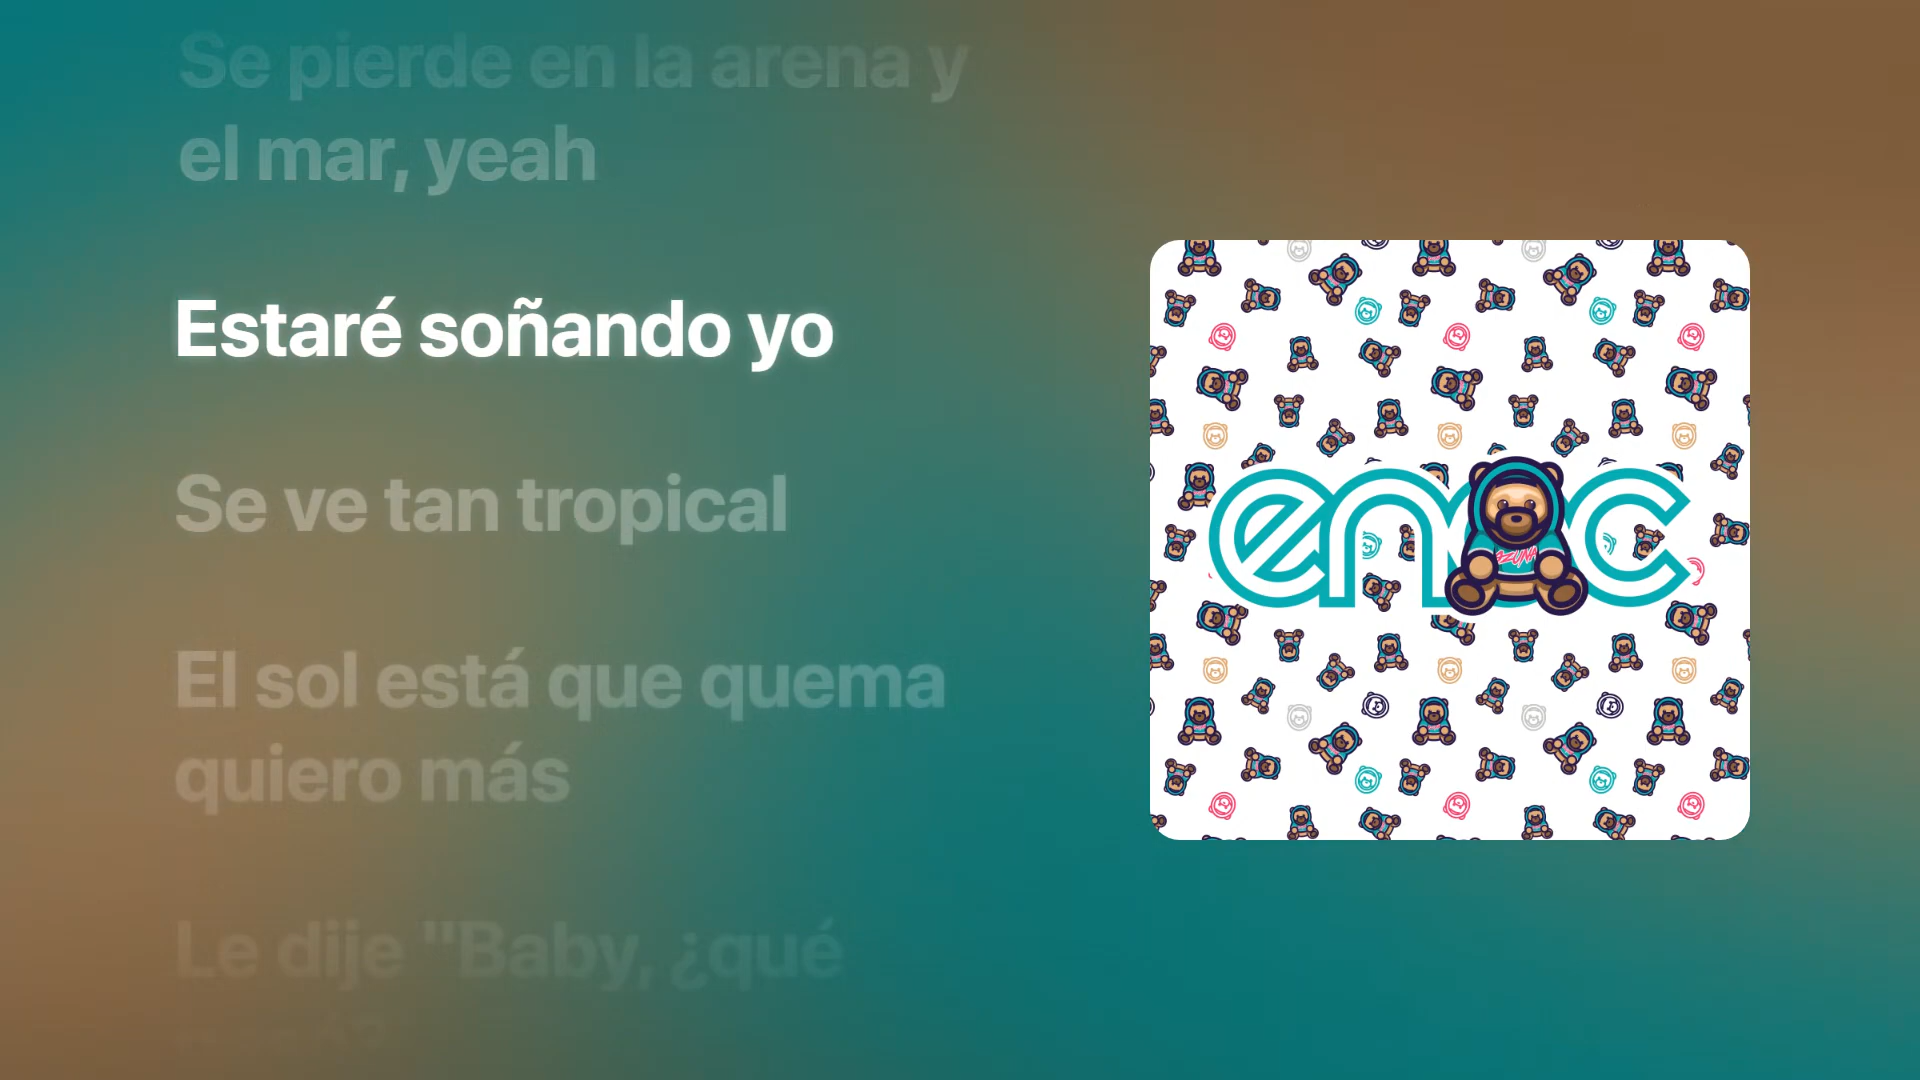 Se pierde en la arena y
el mar, yeah
Estaré soñando yo
Se ve tan tropical
El sol está que quema
quiero más
Le dije "Baby, ¿qué
enoc
OZUNA